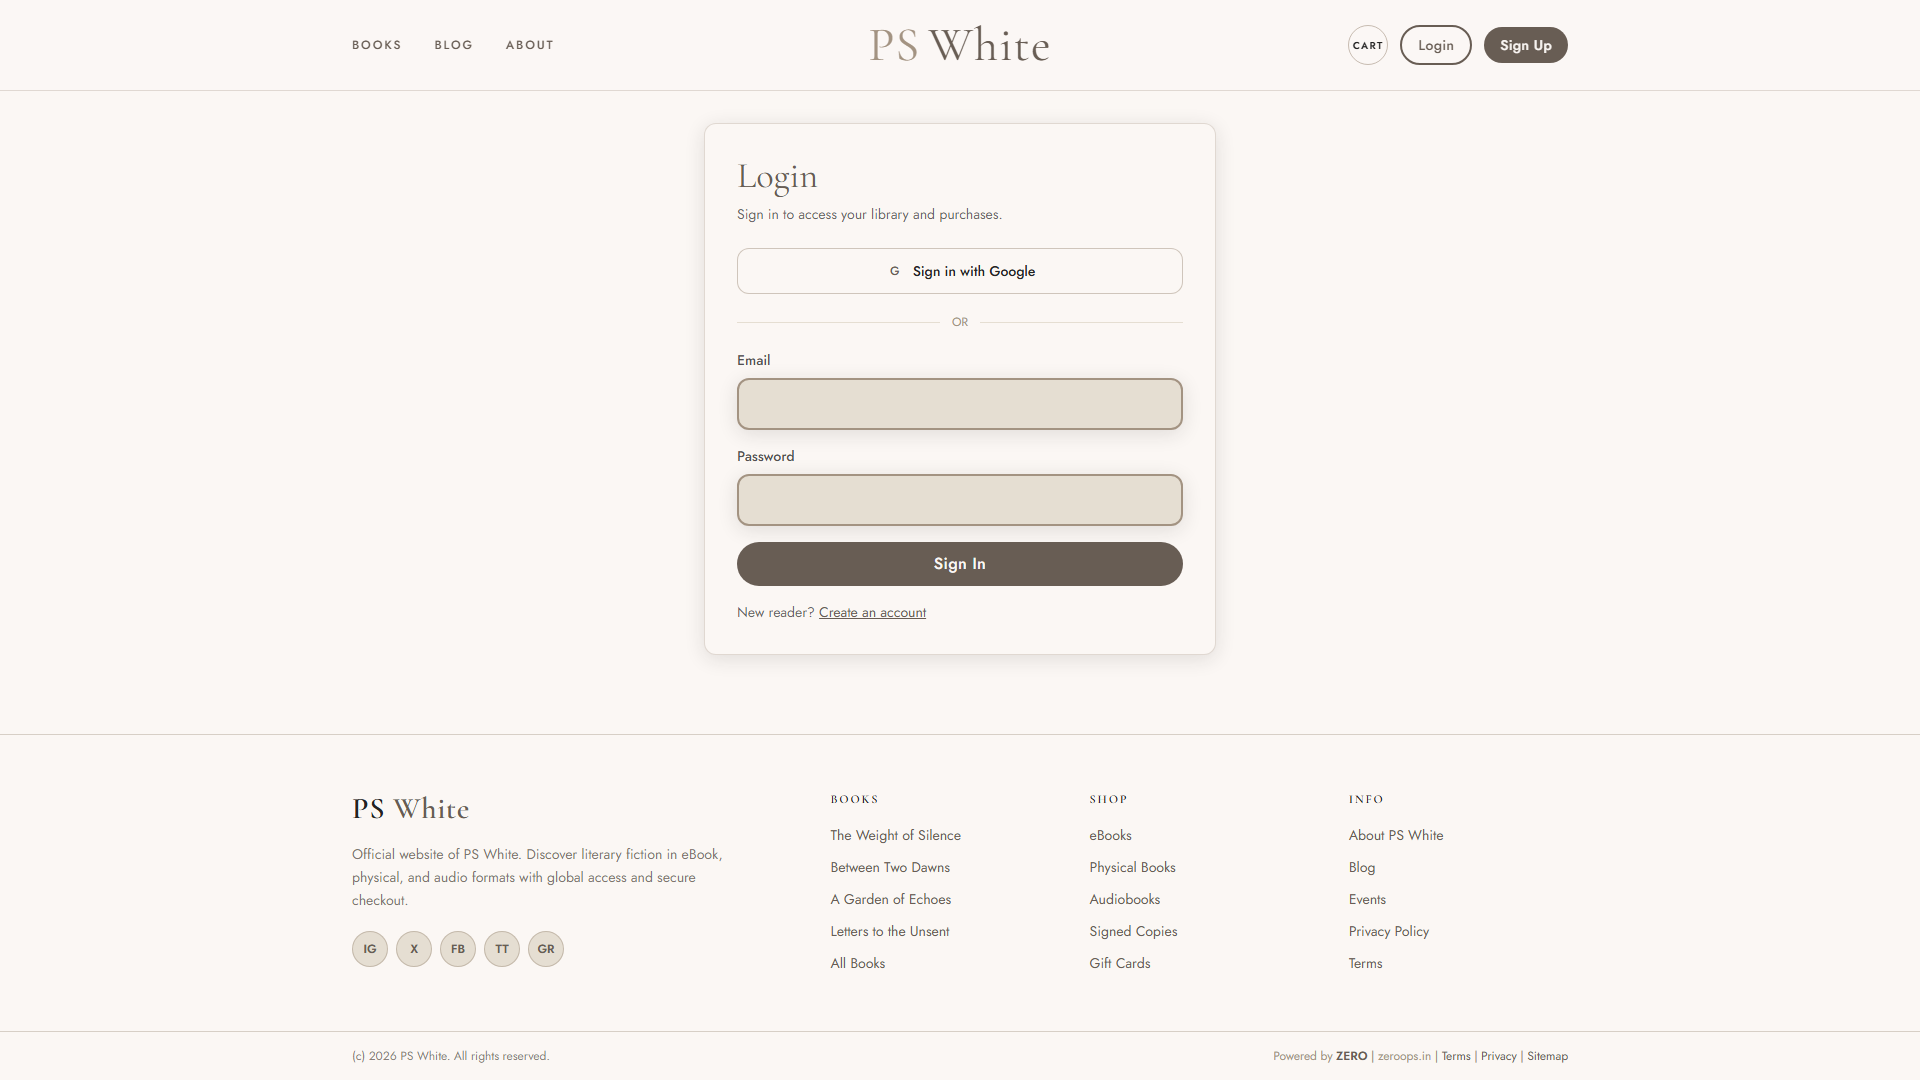 BOOKS BLOG ABOUT PS White CART Login Sign Up
Login
Sign in to access your library and purchases.
G Sign in with Google
OR
Email
Password
Sign In
New reader? Create an account
PS White
Official website of PS White. Discover literary fiction in eBook,
physical, and audio formats with global access and secure
checkout.
IG X FB TT GR
BOOKS
The Weight of Silence
Between Two Dawns
A Garden of Echoes
Letters to the Unsent
All Books
SHOP
eBooks
Physical Books
Audiobooks
Signed Copies
Gift Cards
INFO
About PS White
Blog
Events
Privacy Policy
Terms
(c) 2026 PS White. All rights reserved.
Powered by ZERO | zeroops.in | Terms | Privacy | Sitemap